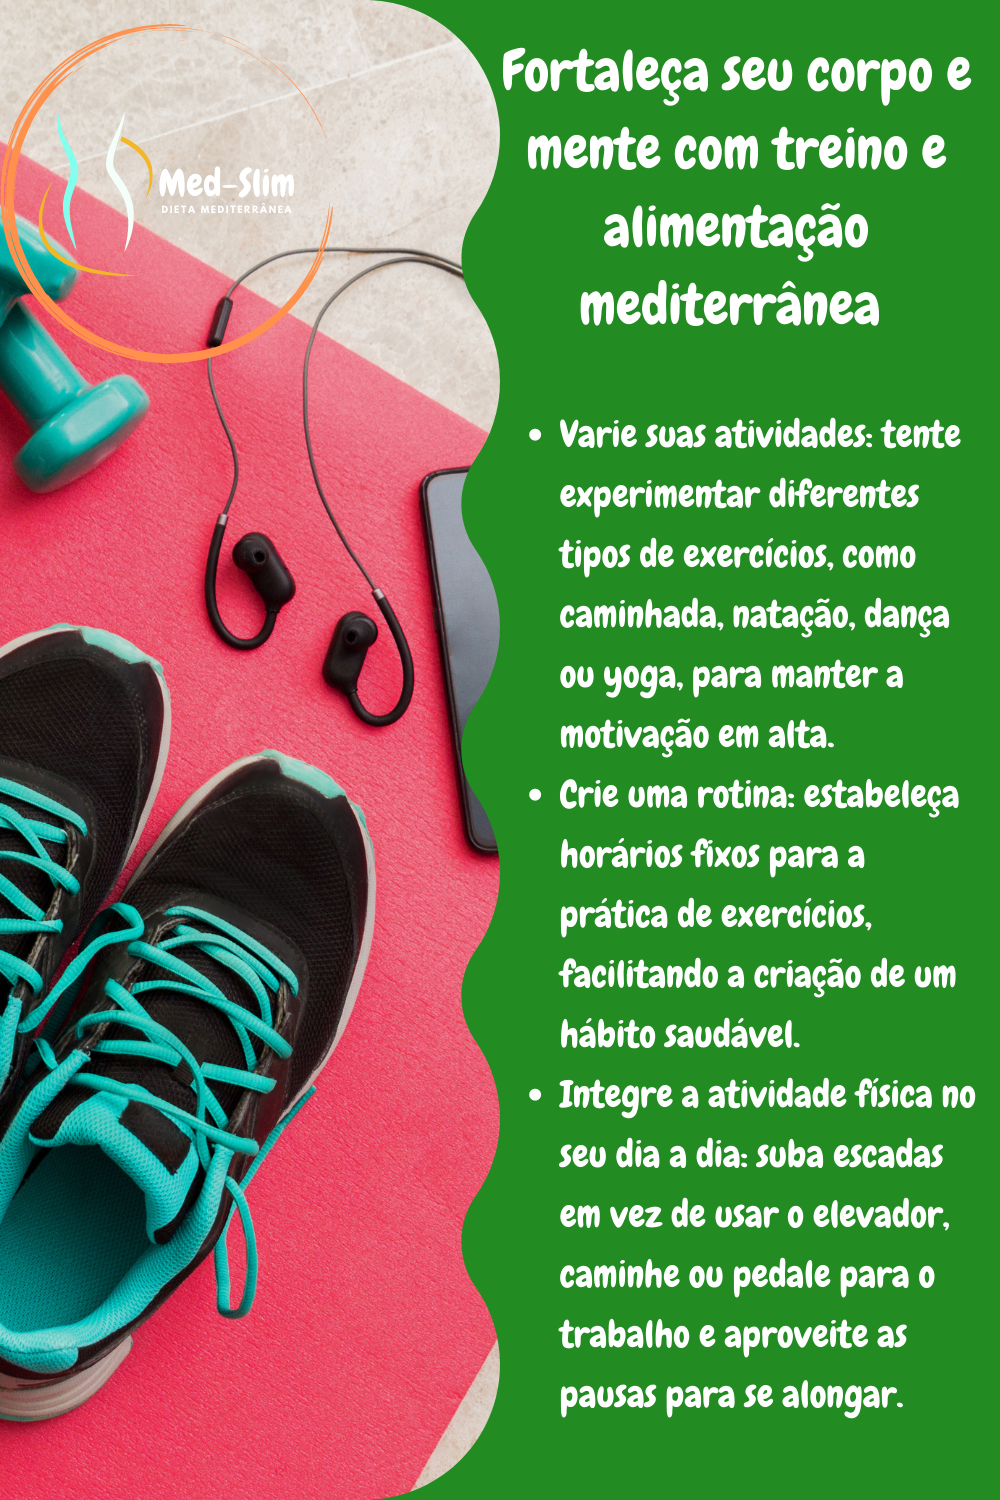 Med-Slim
DIETA MEDITERRÂNEA
Fortaleça seu corpo e
mente com treino e
alimentação
mediterrânea
• Varie suas atividades: tente
experimentar diferentes
tipos de exercícios, como
caminhada, natação, dança
ou yoga, para manter a
motivação em alta.
• Crie uma rotina: estabeleça
horários fixos para a
prática de exercícios,
facilitando a criação de um
hábito saudável.
• Integre a atividade física no
seu dia a dia: suba escadas
em vez de usar o elevador,
caminhe ou pedale para o
trabalho e aproveite as
pausas para se alongar.